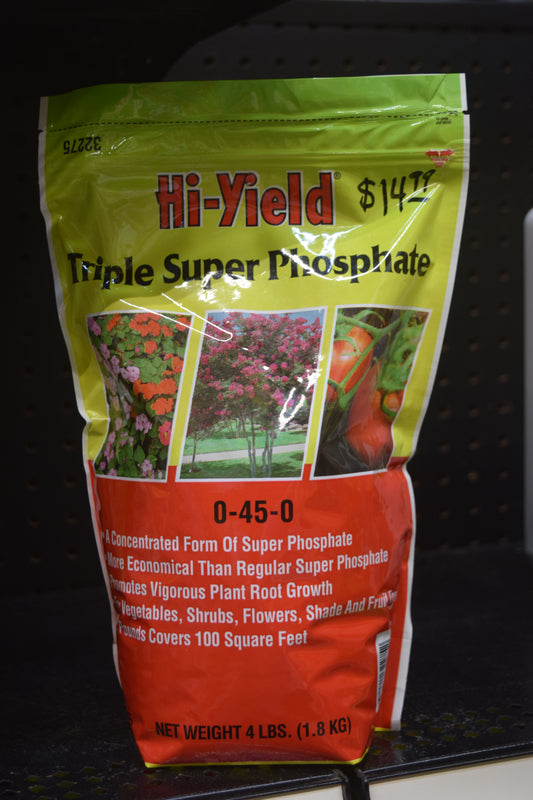 32275
Hi-Yield® $14.79
Triple Super Phosphate
0-45-0
A Concentrated Form Of Super Phosphate
More Economical Than Regular Super Phosphate
Promotes Vigorous Plant Root Growth
Vegetables, Shrubs, Flowers, Shade And Fruit
Covers 100 Square Feet
NET WEIGHT 4 LBS. (1.8 KG)